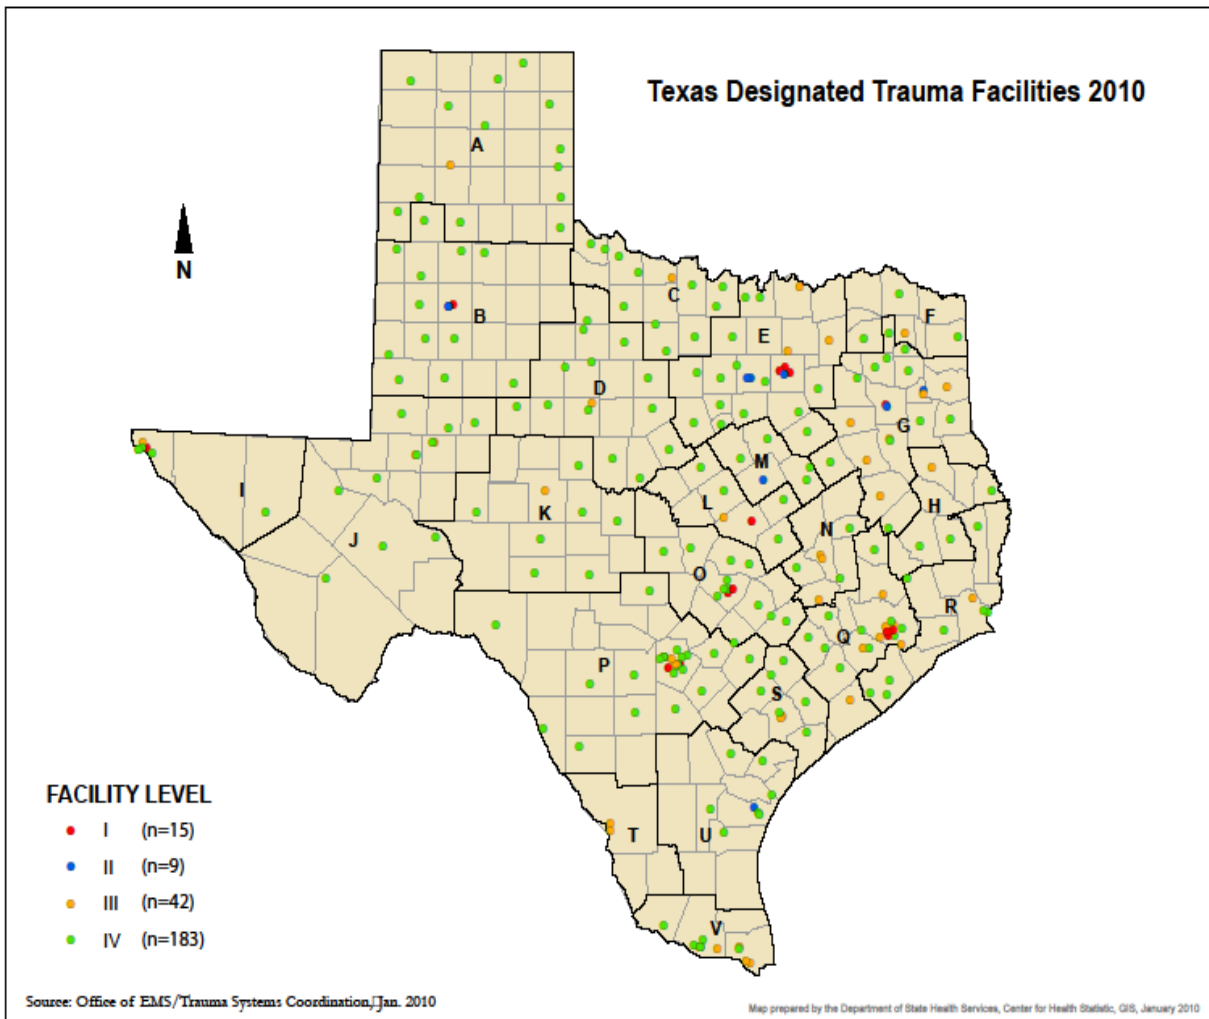 Texas Designated Trauma Facilities 2010
A
N
C
B
F
E
D
G
M
I
L
K
H
N
J
O
R
Q
P
S
FACILITY LEVEL
I (n=15)
T
U
II (n=9)
III (n=42)
V
IV (n=183)
Source: Office of EMS/Trauma Systems Coordination, Jan. 2010
Map prepared by the Department of State Health Services, Center for Health Statistic, GIS, January 2010